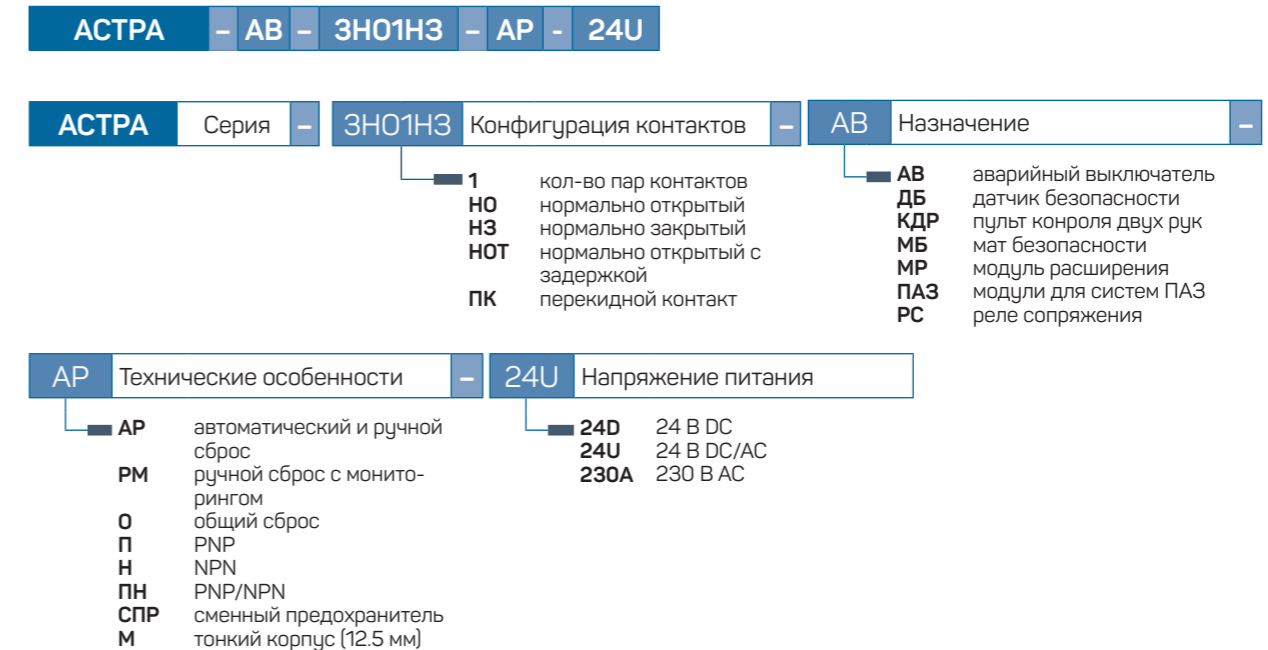 АСТРА – АВ – 3НО1НЗ – АР - 24U
АСТРА Серия – 3НО1НЗ Конфигурация контактов – АВ Назначение –
1 кол-во пар контактов
НО нормально открытый
НЗ нормально закрытый
НОТ нормально открытый с
задержкой
ПК перекидной контакт
АВ аварийный выключатель
ДБ датчик безопасности
КДР пульт конроля двух рук
МБ мат безопасности
МР модуль расширения
ПАЗ модули для систем ПАЗ
РС реле сопряжения
АР Технические особенности – 24U Напряжение питания
АР автоматический и ручной
сброс
РМ ручной сброс с монито-
рингом
О общий сброс
П PNP
Н NPN
ПН PNP/NPN
СПР сменный предохранитель
М тонкий корпус (12.5 мм)
24D 24 В DC
24U 24 В DC/AC
230A 230 В AC